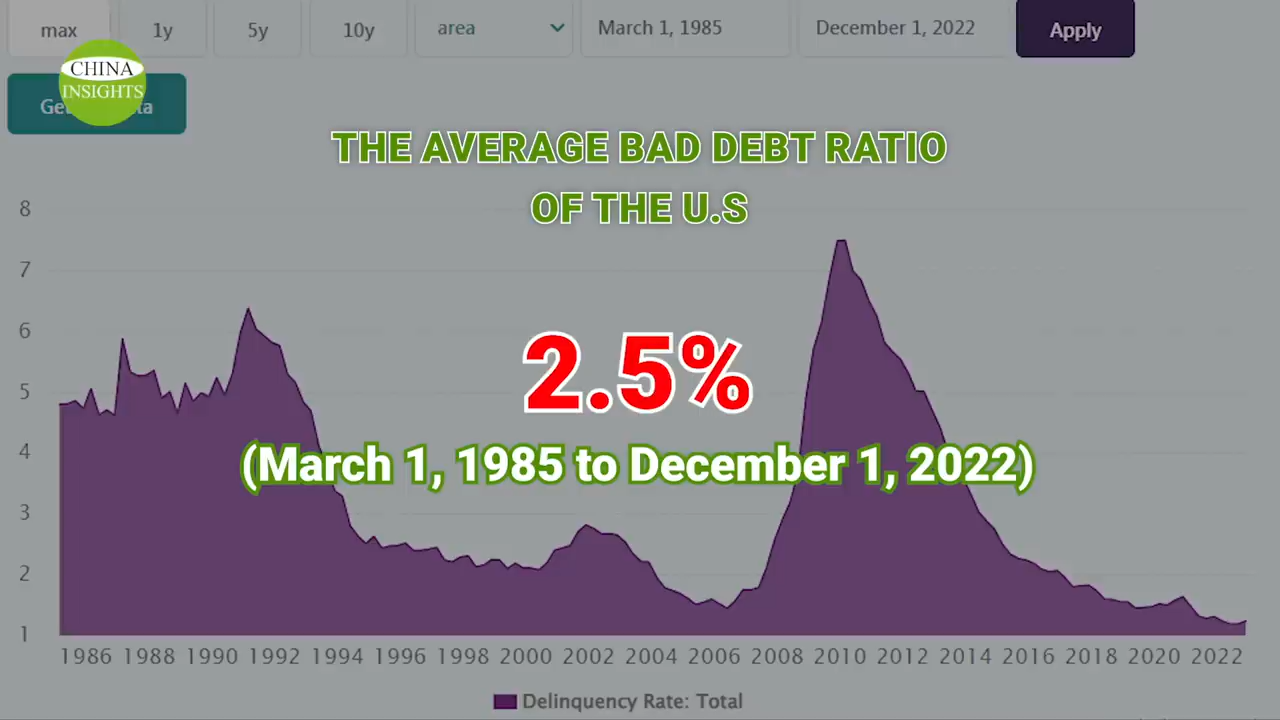 max 1y 5y 10y area March 1, 1985 December 1, 2022 Apply
CHINA
INSIGHTS
THE AVERAGE BAD DEBT RATIO
OF THE U.S
8
7
6
2.5%
5
4
(March 1, 1985 to December 1, 2022)
3
2
1
1986 1988 1990 1992 1994 1996 1998 2000 2002 2004 2006 2008 2010 2012 2014 2016 2018 2020 2022
Delinquency Rate: Total